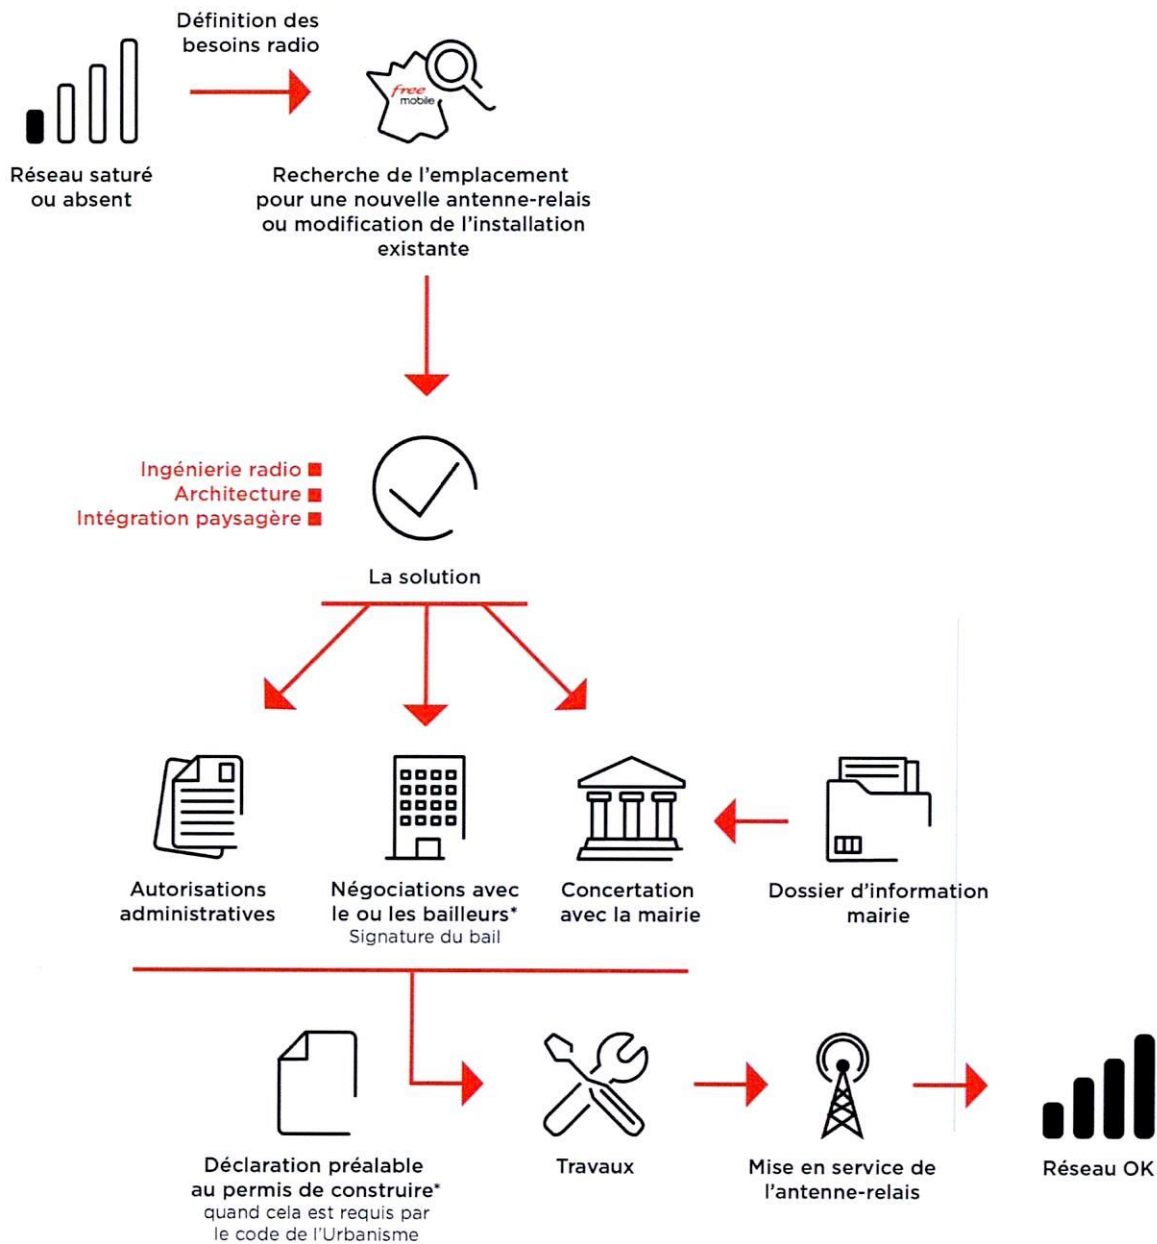 Définition des
besoins radio
free
mobile
Réseau saturé
ou absent
Recherche de l'emplacement
pour une nouvelle antenne-relais
ou modification de l'installation
existante
Ingénierie radio
Architecture
Intégration paysagère
La solution
Autorisations
administratives
Négociations avec
le ou les bailleurs*
Signature du bail
Concertation
avec la mairie
Dossier d'information
mairie
Déclaration préalable
au permis de construire*
quand cela est requis par
le code de l'Urbanisme
Travaux
Mise en service de
l'antenne-relais
Réseau OK